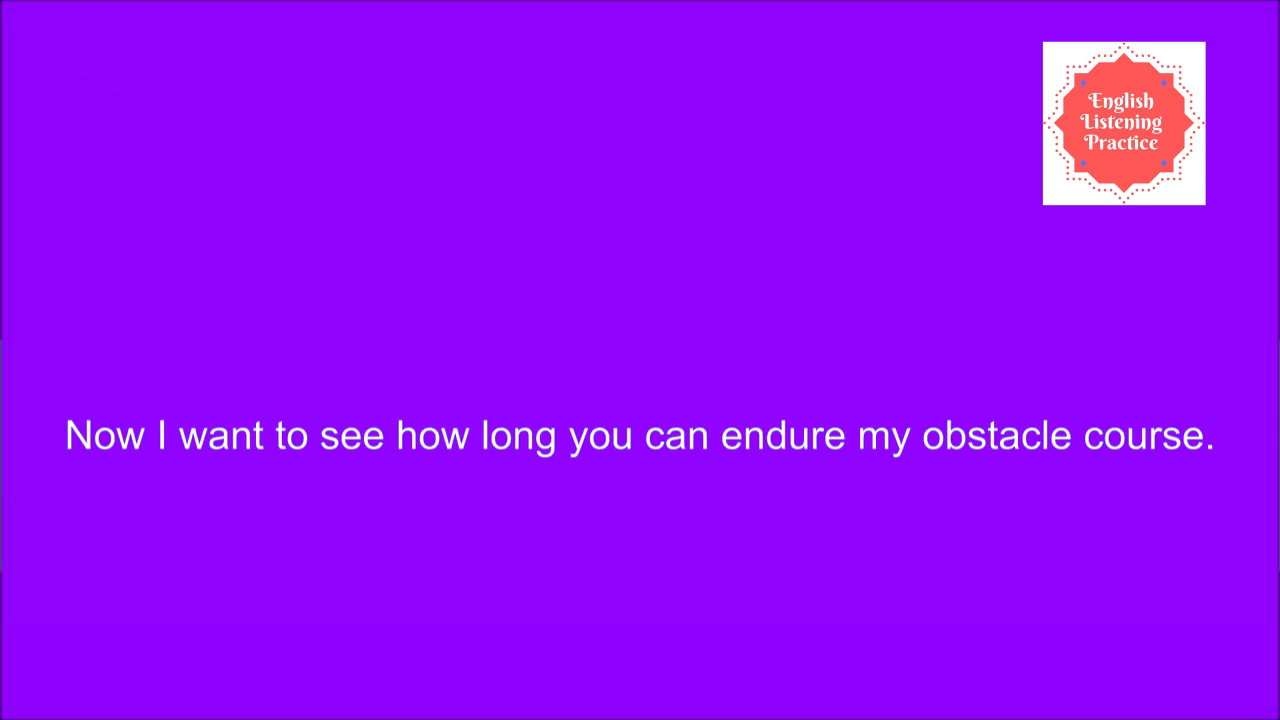 English
Listening
Practice
Now I want to see how long you can endure my obstacle course.